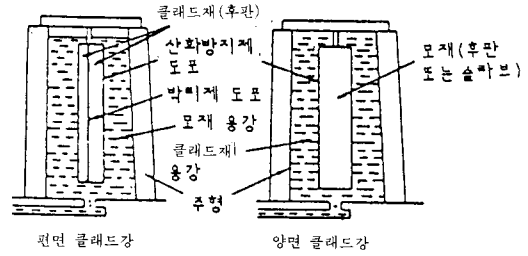 클래드재(후판)
산화방지제
도포
박리제 도포
모재 용강
클래드재
용강
주형
편면 클래드강
모재(후판
또는 슬라브)
양면 클래드강